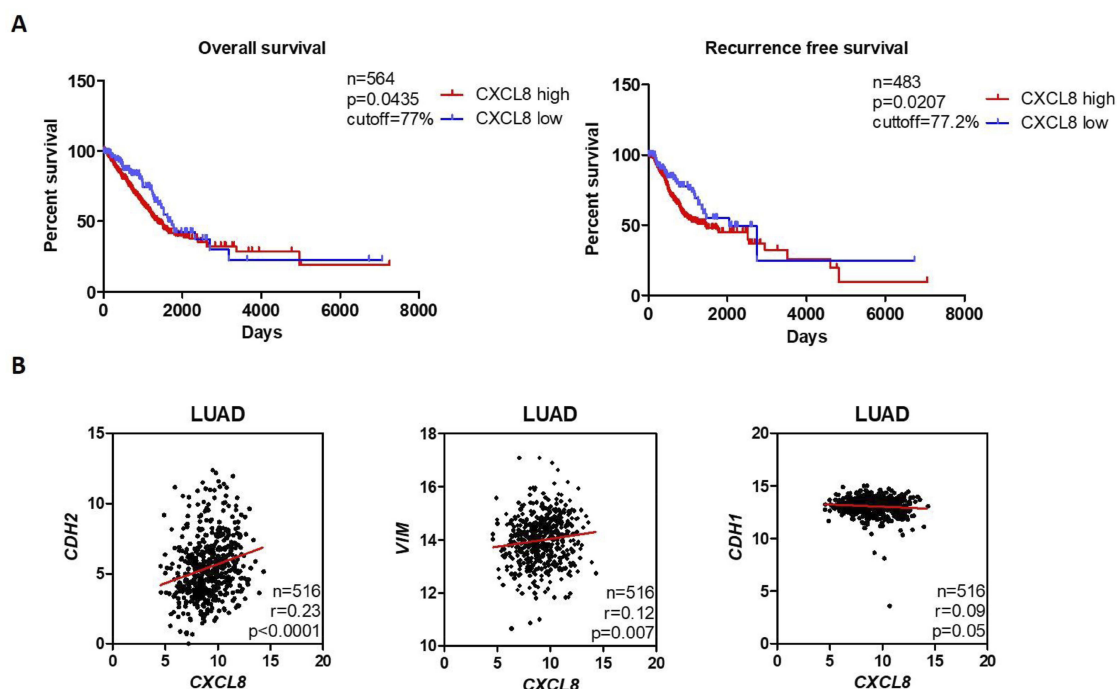 A
Overall survival
n=564
p=0.0435
cutoff=77%
CXCL8 high
CXCL8 low
Percent survival
150
100
50
0
0 2000 4000 6000 8000
Days
Recurrence free survival
n=483
p=0.0207
cuttoff=77.2%
CXCL8 high
CXCL8 low
Percent survival
150
100
50
0
0 2000 4000 6000 8000
Days
B
LUAD
CDH2
15
10
5
0
n=516
r=0.23
p<0.0001
0 5 10 15 20
CXCL8
LUAD
VIM
18
16
14
12
10
n=516
r=0.12
p=0.007
0 5 10 15 20
CXCL8
LUAD
CDH1
20
15
10
5
0
n=516
r=0.09
p=0.05
0 5 10 15 20
CXCL8